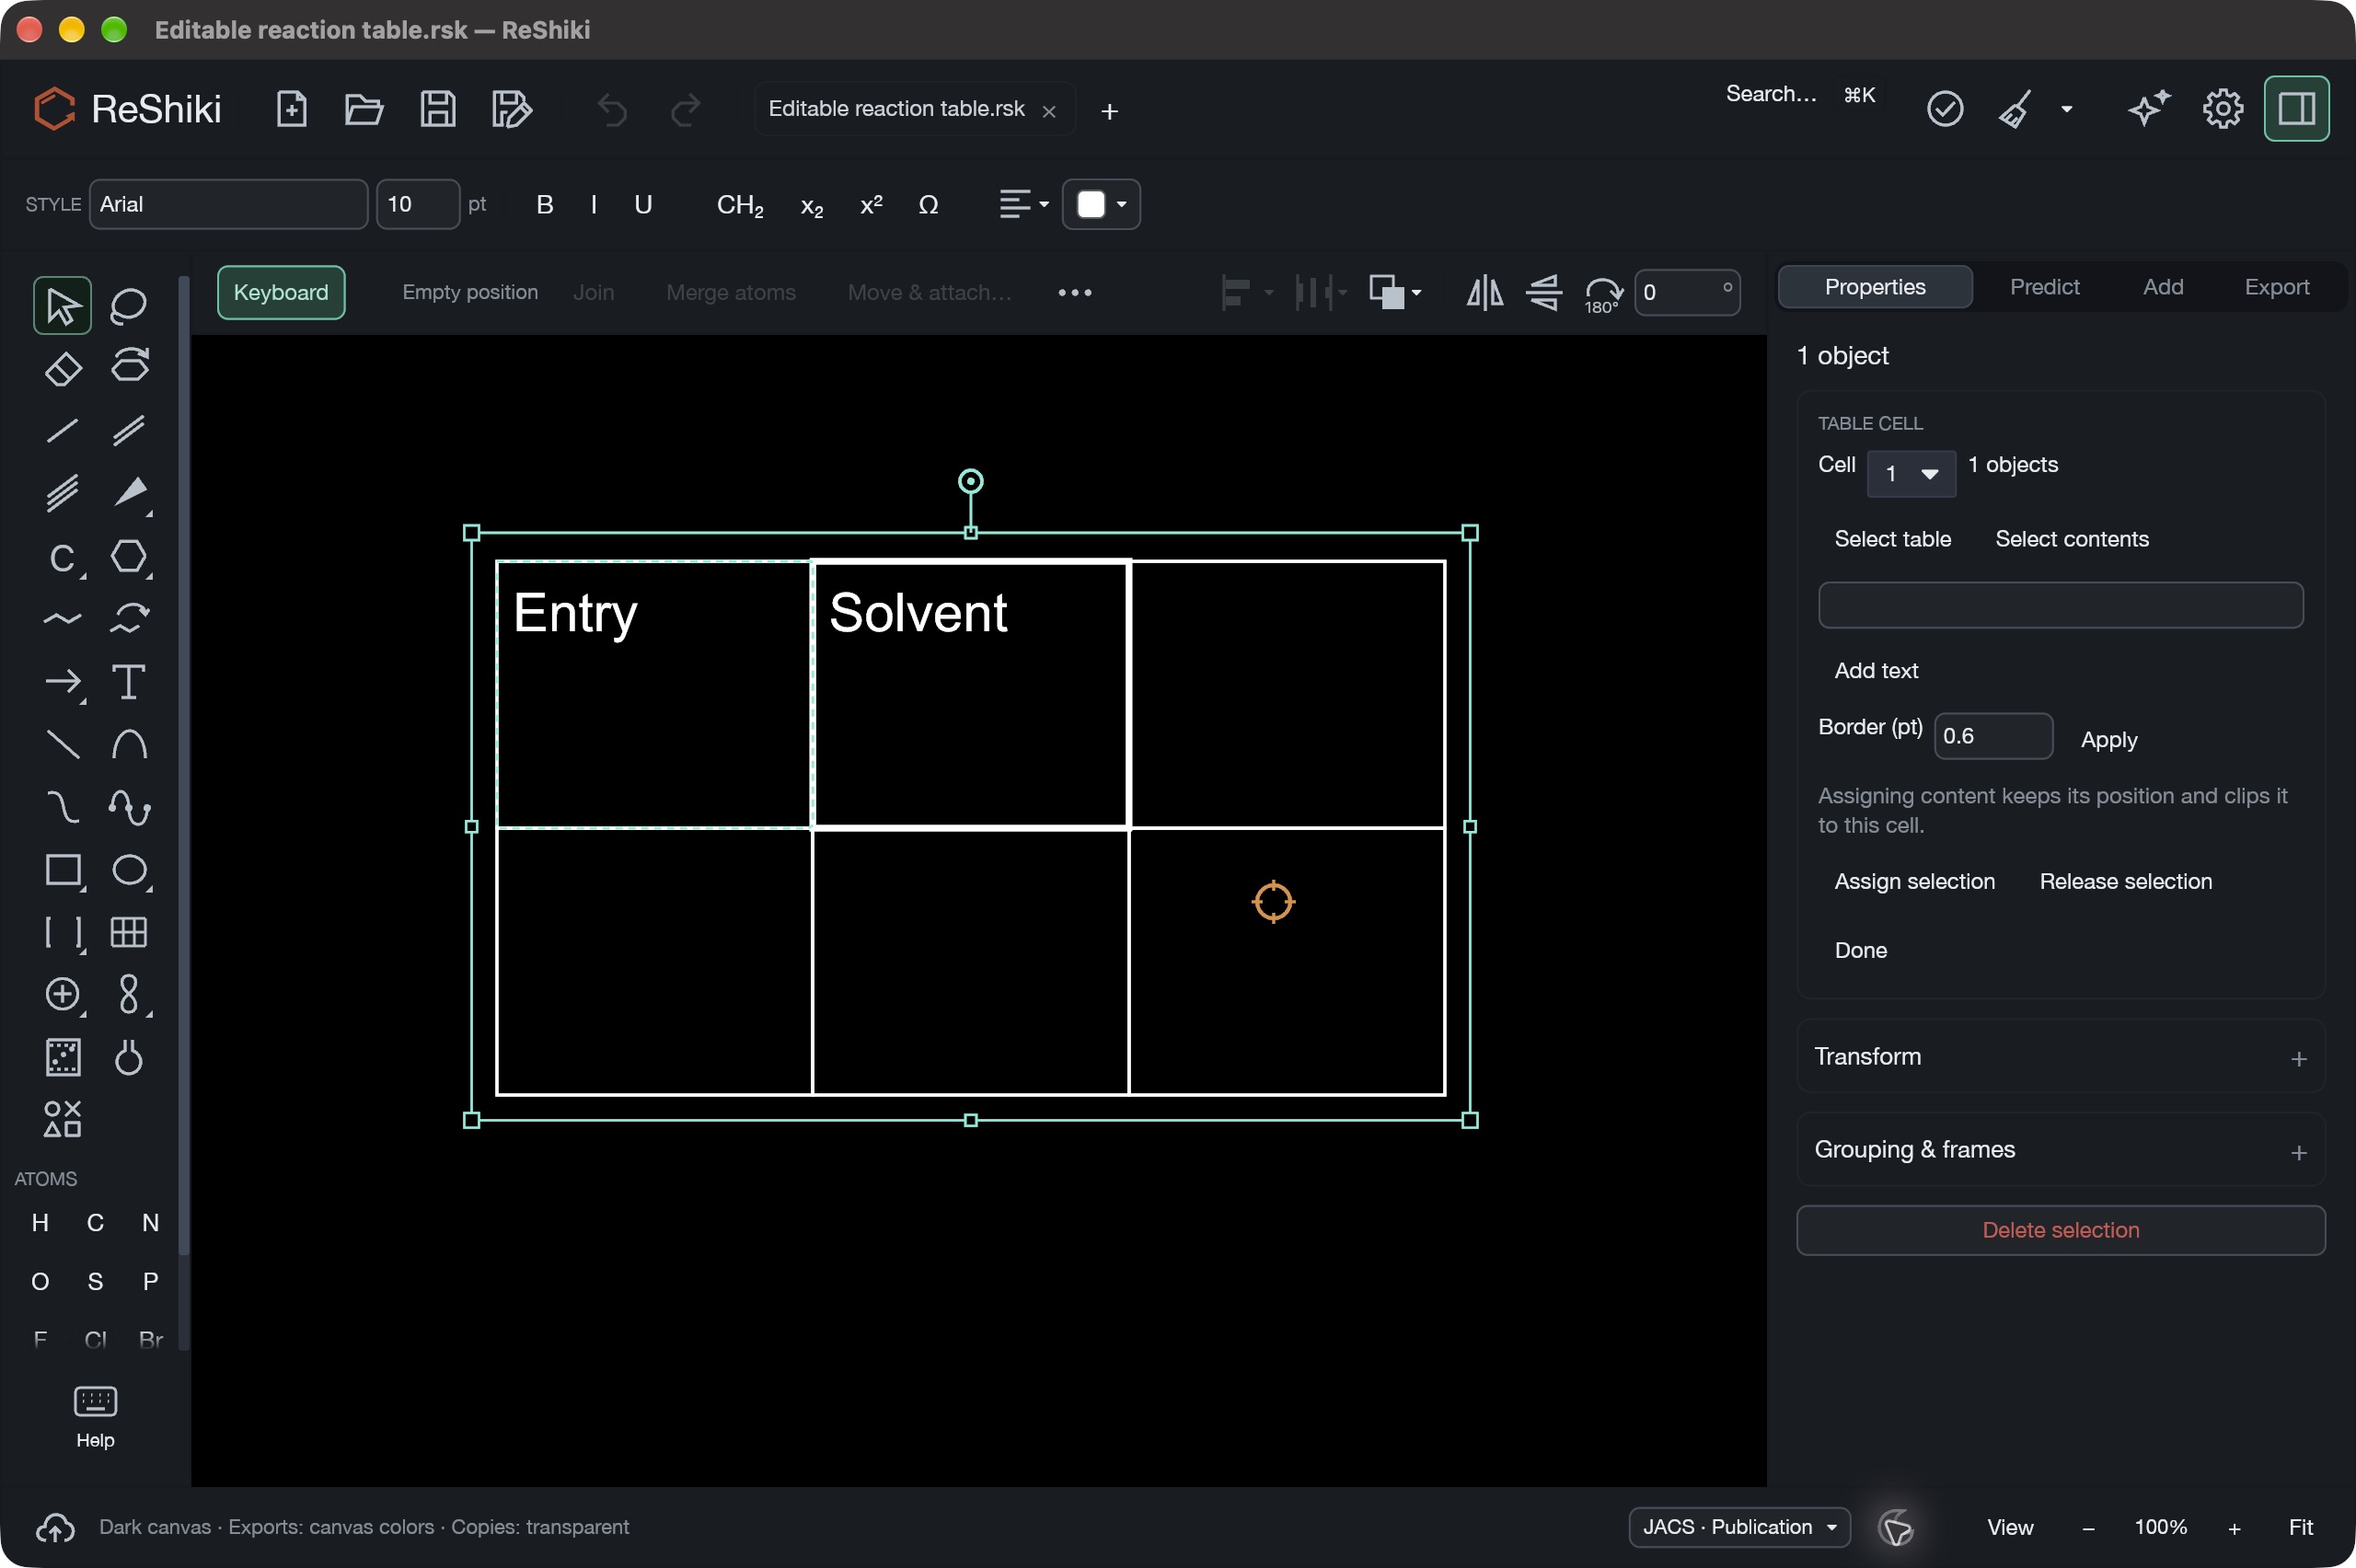 Editable reaction table.rsk — ReShiki
ReShiki
Editable reaction table.rsk × +
Search... ⌘K
STYLE Arial 10 pt B I U CH₂ x₂ x² Ω
Keyboard Empty position Join Merge atoms Move & attach... ••• 180° 0 °
Properties Predict Add Export
1 object
TABLE CELL
Cell 1 1 objects
Select table Select contents
Add text
Border (pt) 0.6 Apply
Assigning content keeps its position and clips it
to this cell.
Assign selection Release selection
Done
Transform +
Grouping & frames +
Delete selection
Entry Solvent
C
T
ATOMS
H C N
O S P
F Cl Br
Help
Dark canvas · Exports: canvas colors · Copies: transparent
JACS · Publication View – 100% + Fit